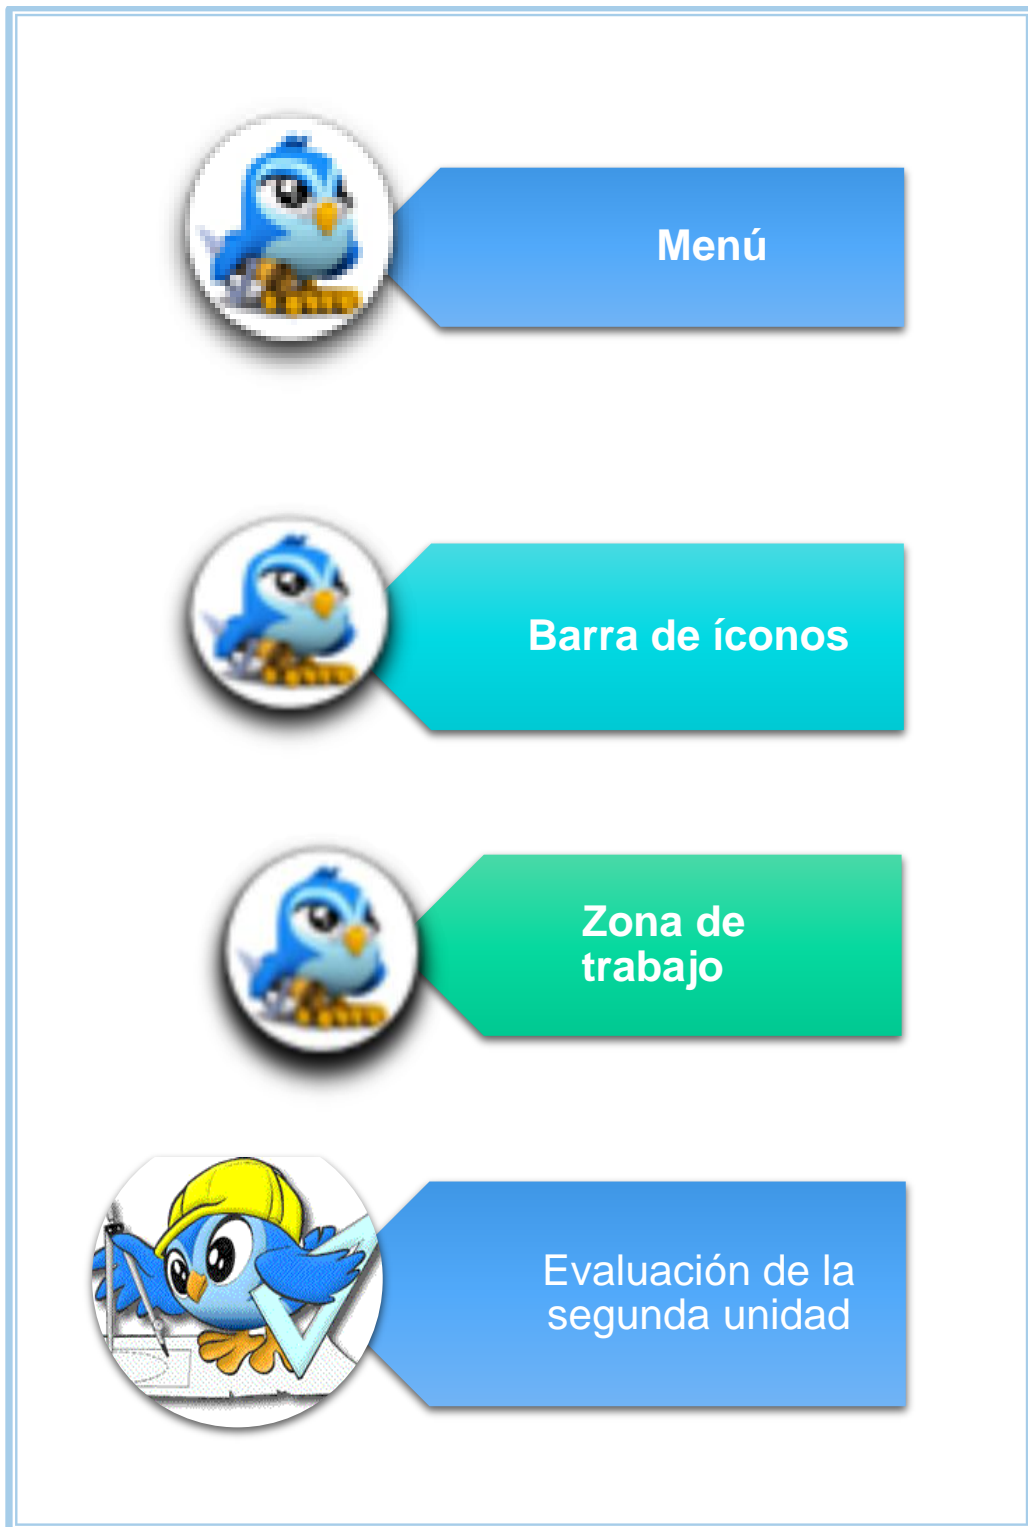 Menú
Barra de íconos
Zona de
trabajo
Evaluación de la
segunda unidad